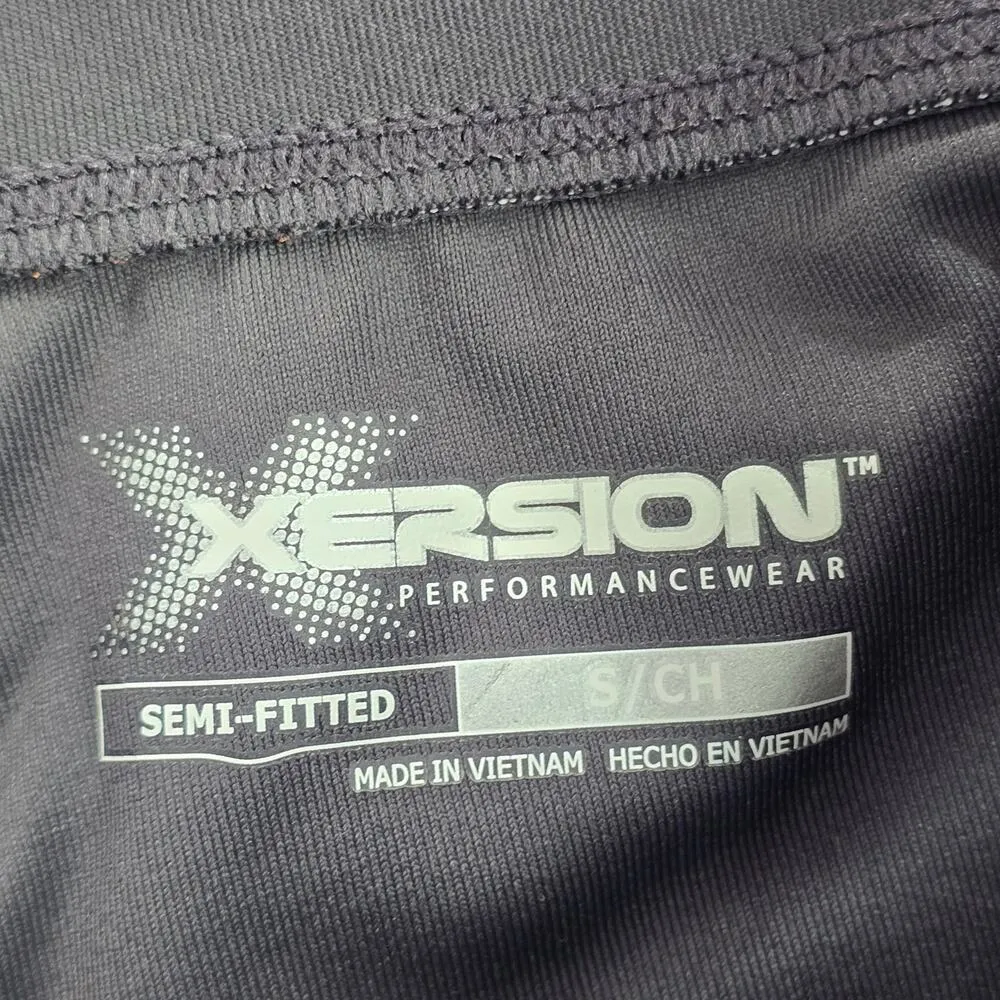 XERSION™
PERFORMANCEWEAR
SEMI-FITTED S/CH
MADE IN VIETNAM HECHO EN VIETNAM